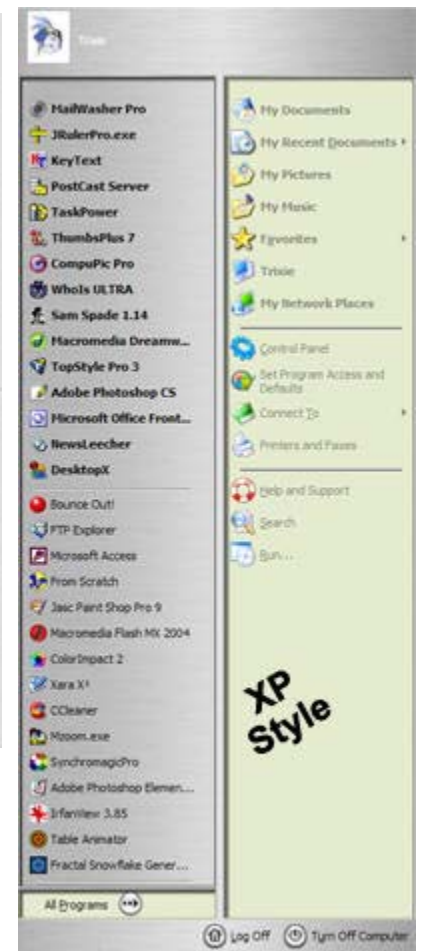 Trixie
MailWasher Pro
JRulerPro.exe
KeyText
PostCast Server
TaskPower
ThumbsPlus 7
CompuPic Pro
WhoIs ULTRA
Sam Spade 1.14
Macromedia Dreamw...
TopStyle Pro 3
Adobe Photoshop CS
Microsoft Office Front...
NewsLeecher
DesktopX
Bounce Out!
FTP Explorer
Microsoft Access
From Scratch
Jasc Paint Shop Pro 9
Macromedia Flash MX 2004
ColorImpact 2
Xara X¹
CCleaner
Mzoom.exe
SynchromagicPro
Adobe Photoshop Elemen...
IrfanView 3.85
Table Animator
Fractal Snowflake Gener...
All Programs
My Documents
My Recent Documents
My Pictures
My Music
Favorites
Trixie
My Network Places
Control Panel
Set Program Access and
Defaults
Connect To
Printers and Faxes
Help and Support
Search
Run...
XP
Style
Log Off
Turn Off Computer